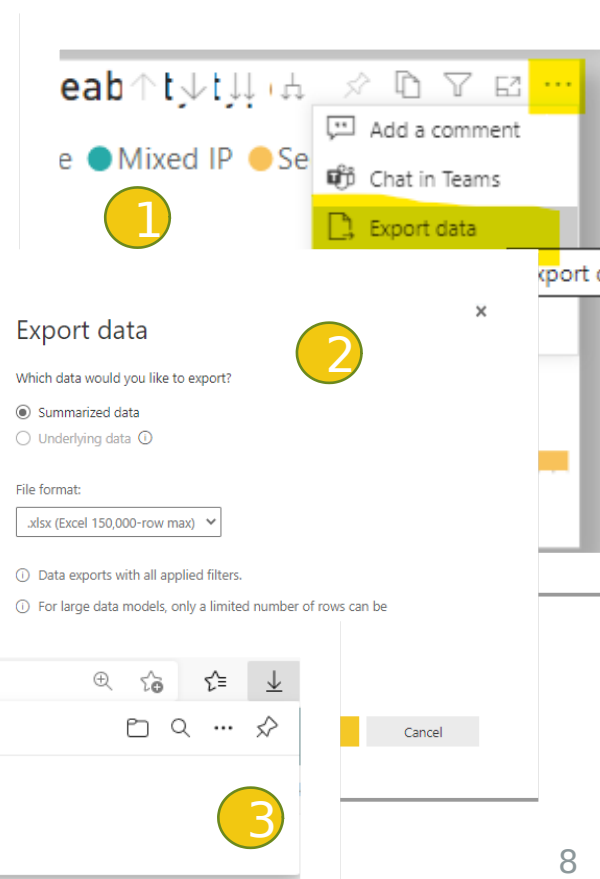 Add a comment
e Mixed IP Se
Chat in Teams
1
Export data
xport
Export data
2
Which data would you like to export?
Summarized data
Underlying data
File format:
.xlsx (Excel 150,000-row max)
Data exports with all applied filters.
For large data models, only a limited number of rows can be
Cancel
3
8